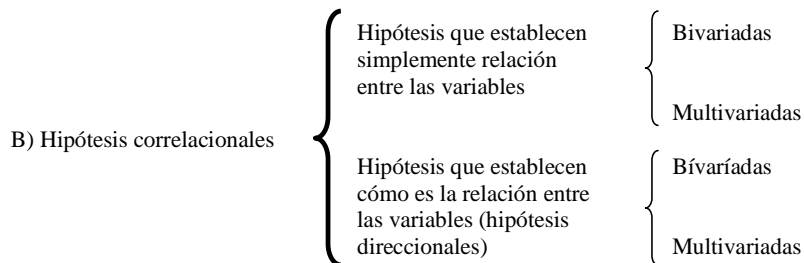 Hipótesis que establecen
simplemente relación
entre las variables
Bivariadas
Multivariadas
B) Hipótesis correlacionales
Hipótesis que establecen
cómo es la relación entre
las variables (hipótesis
direccionales)
Bívaríadas
Multivariadas